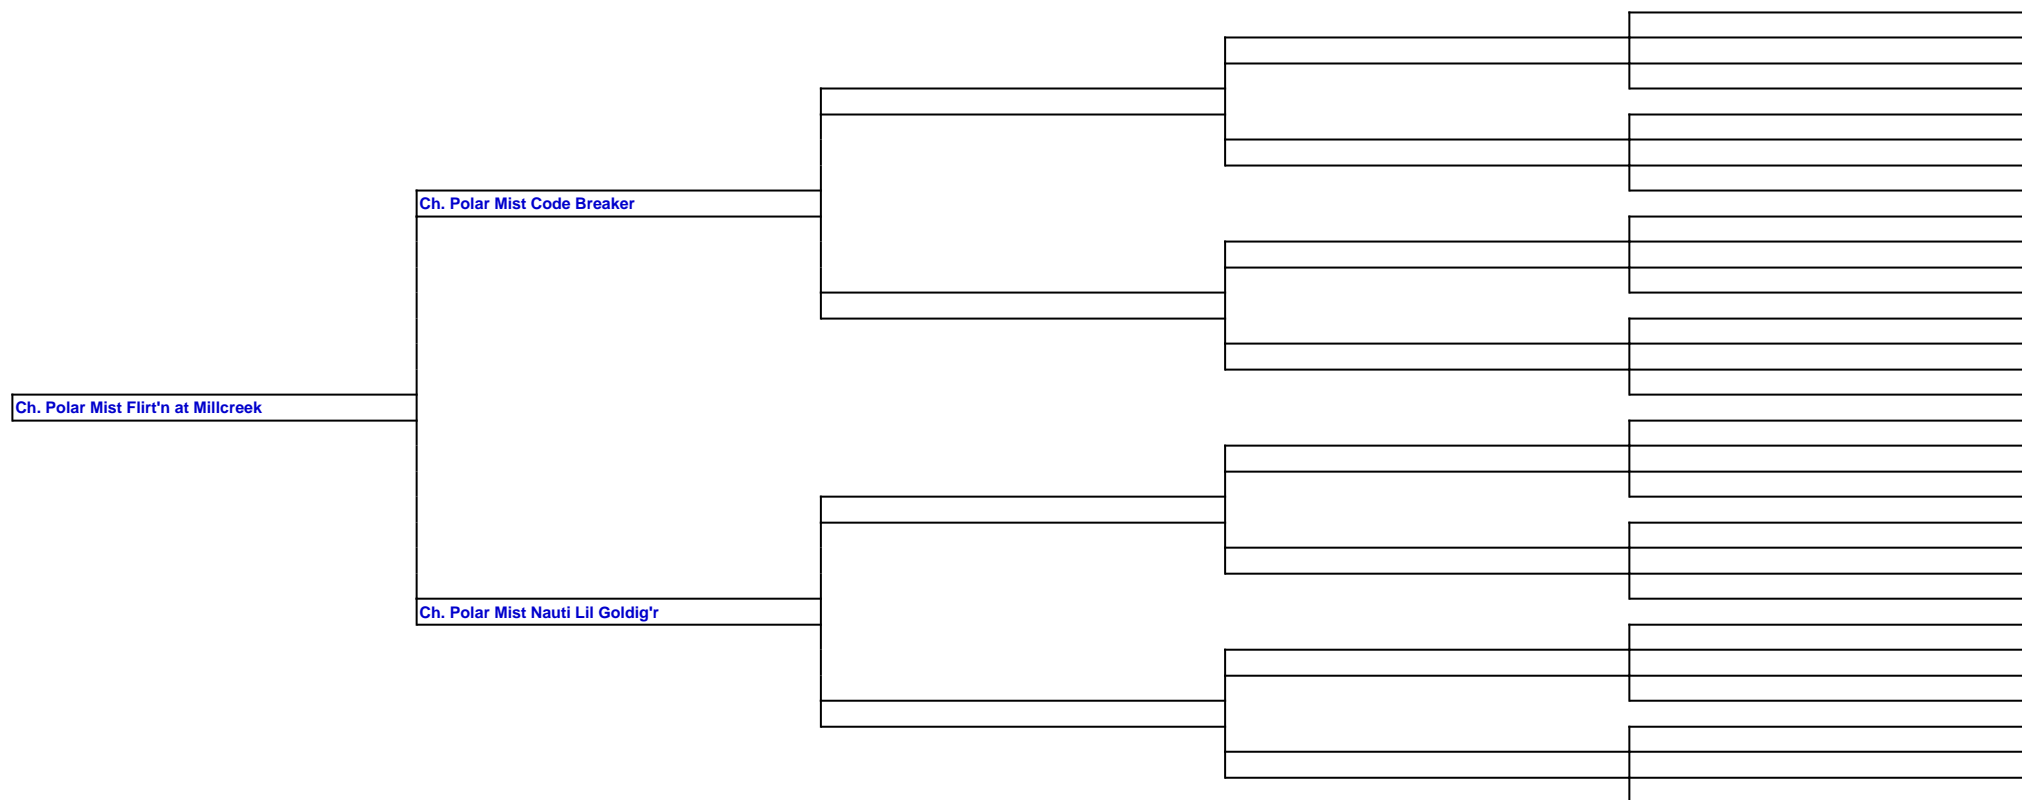 Ch. Polar Mist Code Breaker
Ch. Polar Mist Flirt'n at Millcreek
Ch. Polar Mist Nauti Lil Goldig'r